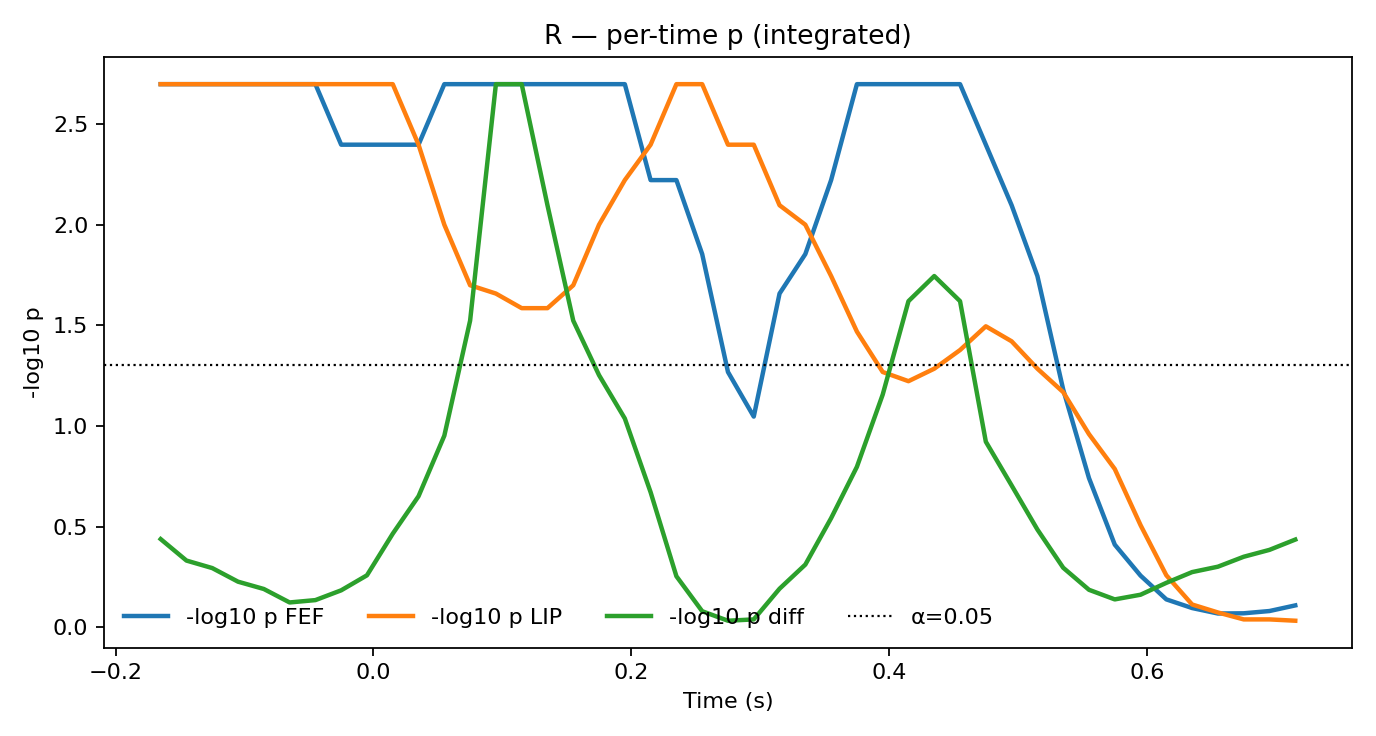 R — per-time p (integrated)
-log10 p
2.5
2.0
1.5
1.0
0.5
0.0
-log10 p FEF
-log10 p LIP
-log10 p diff
α=0.05
−0.2
0.0
0.2
0.4
0.6
Time (s)